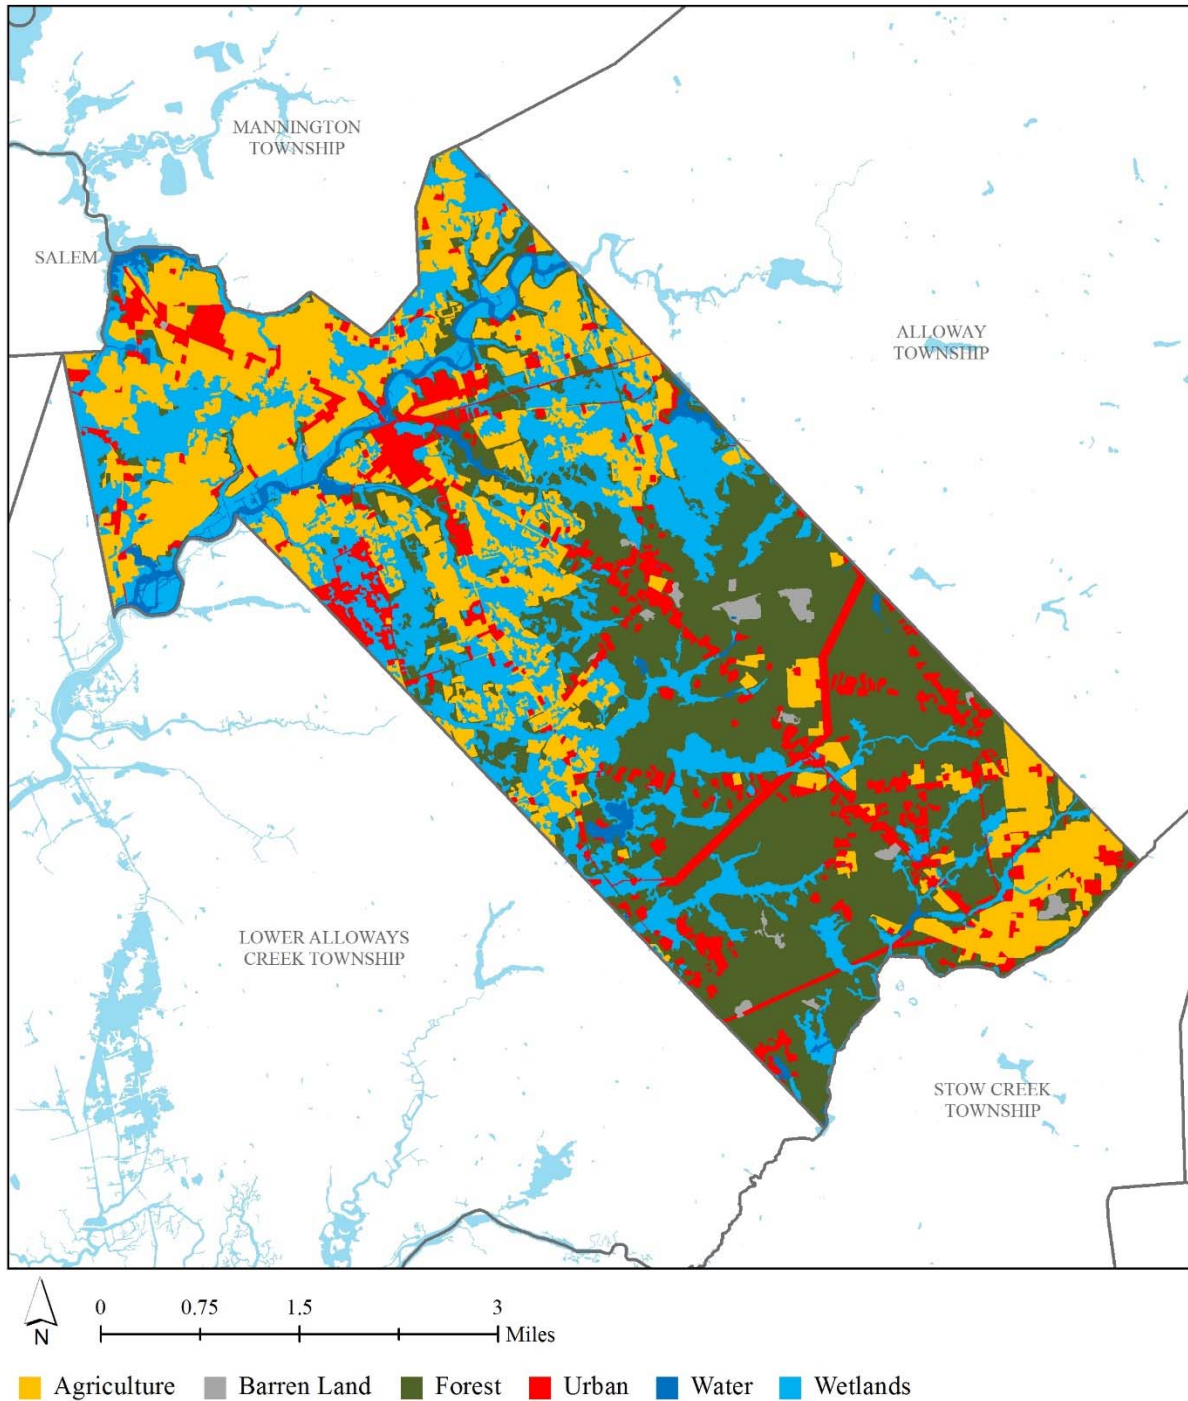 MANNINGTON
TOWNSHIP
SALEM
ALLOWAY
TOWNSHIP
LOWER ALLOWAYS
CREEK TOWNSHIP
STOW CREEK
TOWNSHIP
N
0 0.75 1.5 3
Miles
Agriculture Barren Land Forest Urban Water Wetlands